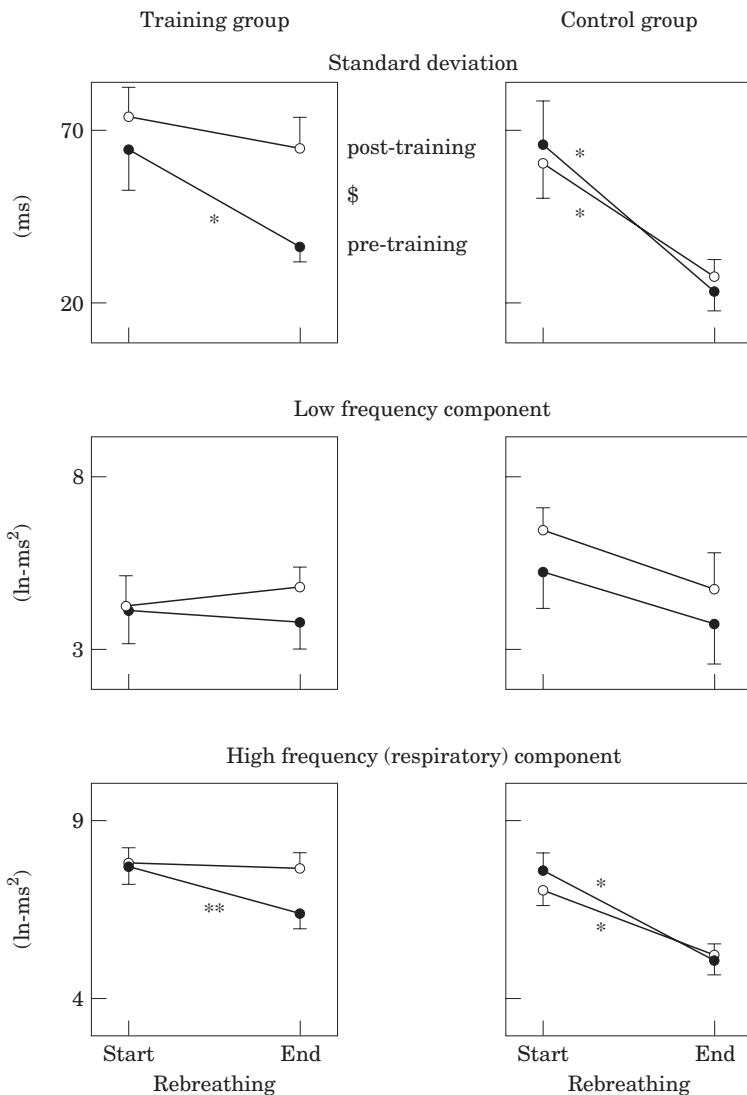 Training group
Control group
Standard deviation
70
20
(ms)
*
post-training
$
pre-training
*
*
Low frequency component
8
3
(ln-ms²)
High frequency (respiratory) component
9
4
(ln-ms²)
**
*
*
Start End
Rebreathing
Start End
Rebreathing